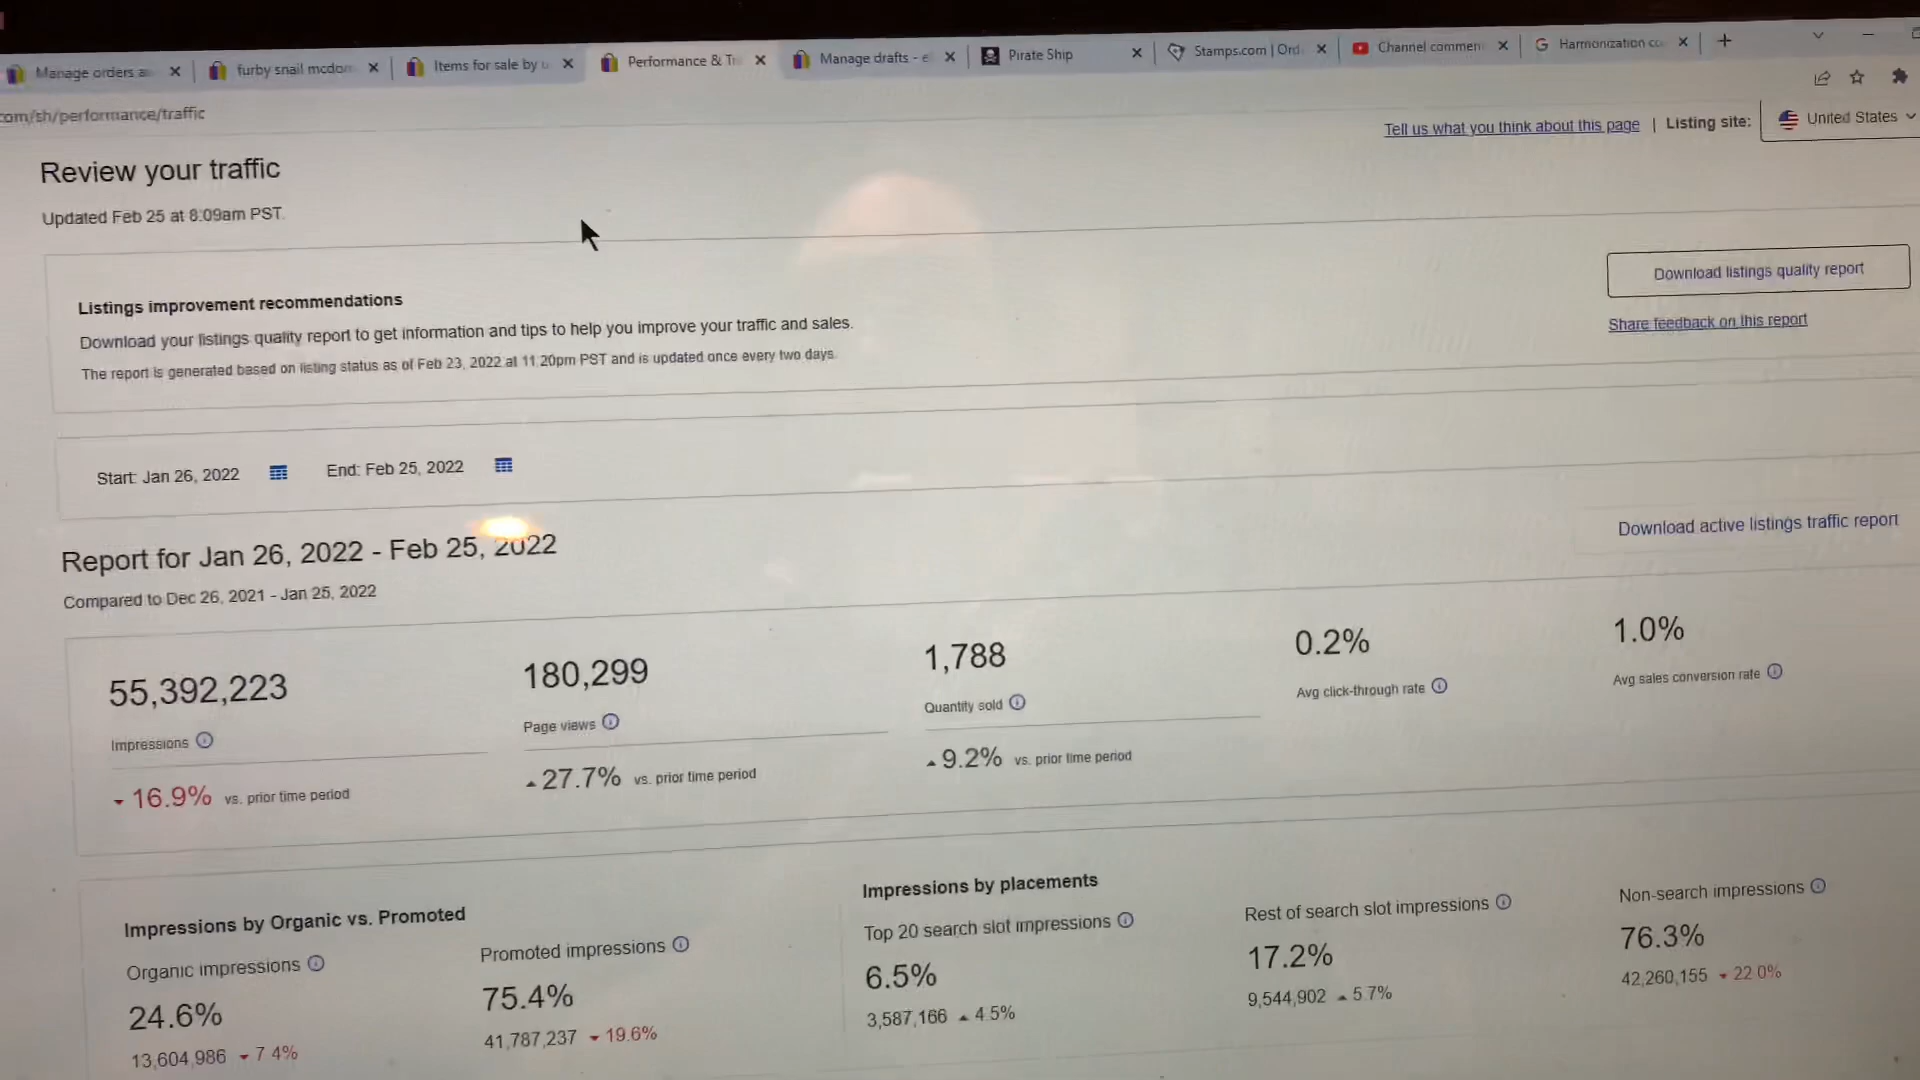 Manage orders a
furby snail mcdon
Items for sale by u
Performance & Tr
Manage drafts - e
Pirate Ship
Stamps.com | Ord
Channel commen
Harmonization co
com/sh/performance/traffic
Tell us what you think about this page | Listing site: United States
Review your traffic
Updated Feb 25 at 8:09am PST.
Listings improvement recommendations
Download your listings quality report to get information and tips to help you improve your traffic and sales.
The report is generated based on listing status as of Feb 23, 2022 at 11:20pm PST and is updated once every two days.
Download listings quality report
Share feedback on this report
Start: Jan 26, 2022 End: Feb 25, 2022
Report for Jan 26, 2022 - Feb 25, 2022
Compared to Dec 26, 2021 - Jan 25, 2022
Download active listings traffic report
55,392,223
Impressions
16.9% vs. prior time period
180,299
Page views
27.7% vs. prior time period
1,788
Quantity sold
9.2% vs. prior time period
0.2%
Avg click-through rate
1.0%
Avg sales conversion rate
Impressions by Organic vs. Promoted
Organic impressions
24.6%
13,604,986 7.4%
Promoted impressions
75.4%
41,787,237 19.6%
Impressions by placements
Top 20 search slot impressions
6.5%
3,587,166 4.5%
Rest of search slot impressions
17.2%
9,544,902 5.7%
Non-search impressions
76.3%
42,260,155 22.0%